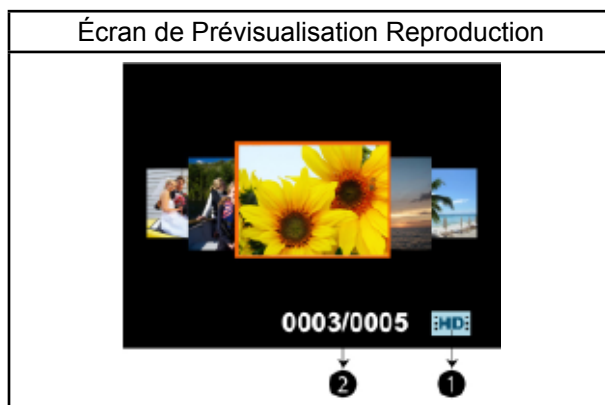 Écran de Prévisualisation Reproduction
0003/0005 HD
2 1